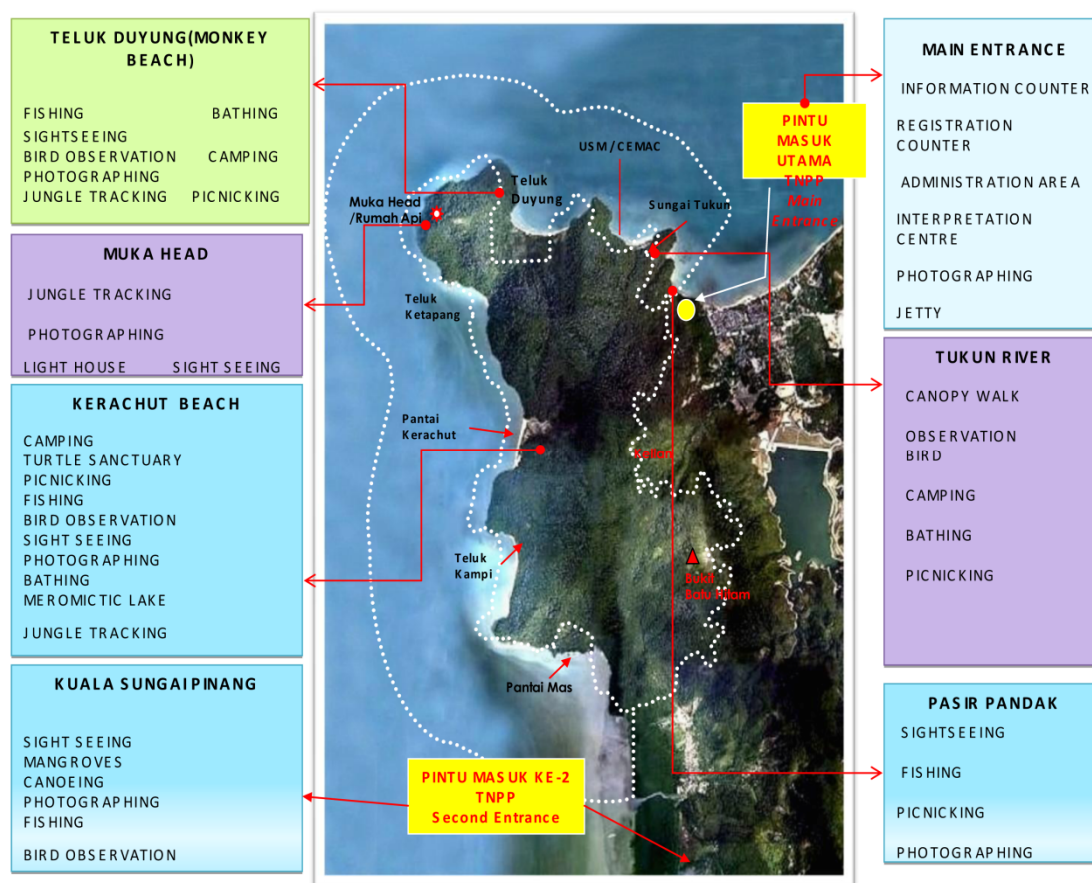 TELUK DUYUNG(MONKEY
BEACH)
FISHING BATHING
SIGHTSEEING
BIRD OBSERVATION CAMPING
PHOTOGRAPHING
JUNGLE TRACKING PICNICKING
MUKA HEAD
JUNGLE TRACKING
PHOTOGRAPHING
LIGHT HOUSE SIGHT SEEING
KERACHUT BEACH
CAMPING
TURTLE SANCTUARY
PICNICKING
FISHING
BIRD OBSERVATION
SIGHT SEEING
PHOTOGRAPHING
BATHING
MEROMICTIC LAKE
JUNGLE TRACKING
KUALA SUNGAI PINANG
SIGHT SEEING
MANGROVES
CANOEING
PHOTOGRAPHING
FISHING
BIRD OBSERVATION
PINTU
MASUK
UTAMA
TNPP
Main
Entrance
USM/CEMAC
Teluk
Duyung
Muka Head
/Rumah Api
Sungai Tukun
Teluk
Ketapang
Pantai
Kerachut
Teluk
Kampi
Bukit
Batu Hitam
Pantai Mas
PINTU MASUK KE-2
TNPP
Second Entrance
MAIN ENTRANCE
INFORMATION COUNTER
REGISTRATION
COUNTER
ADMINISTRATION AREA
INTERPRETATION
CENTRE
PHOTOGRAPHING
JETTY
TUKUN RIVER
CANOPY WALK
OBSERVATION
BIRD
CAMPING
BATHING
PICNICKING
PASIR PANDAK
SIGHTSEEING
FISHING
PICNICKING
PHOTOGRAPHING